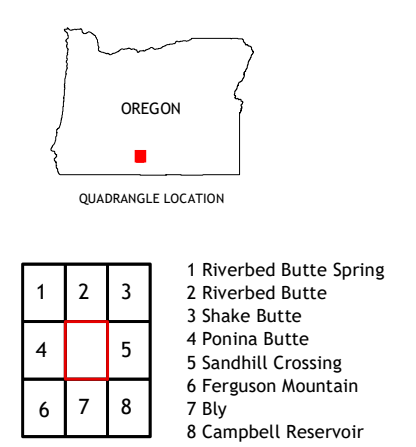 OREGON
QUADRANGLE LOCATION
1 2 3
4 5
6 7 8
1 Riverbed Butte Spring
2 Riverbed Butte
3 Shake Butte
4 Ponina Butte
5 Sandhill Crossing
6 Ferguson Mountain
7 Bly
8 Campbell Reservoir